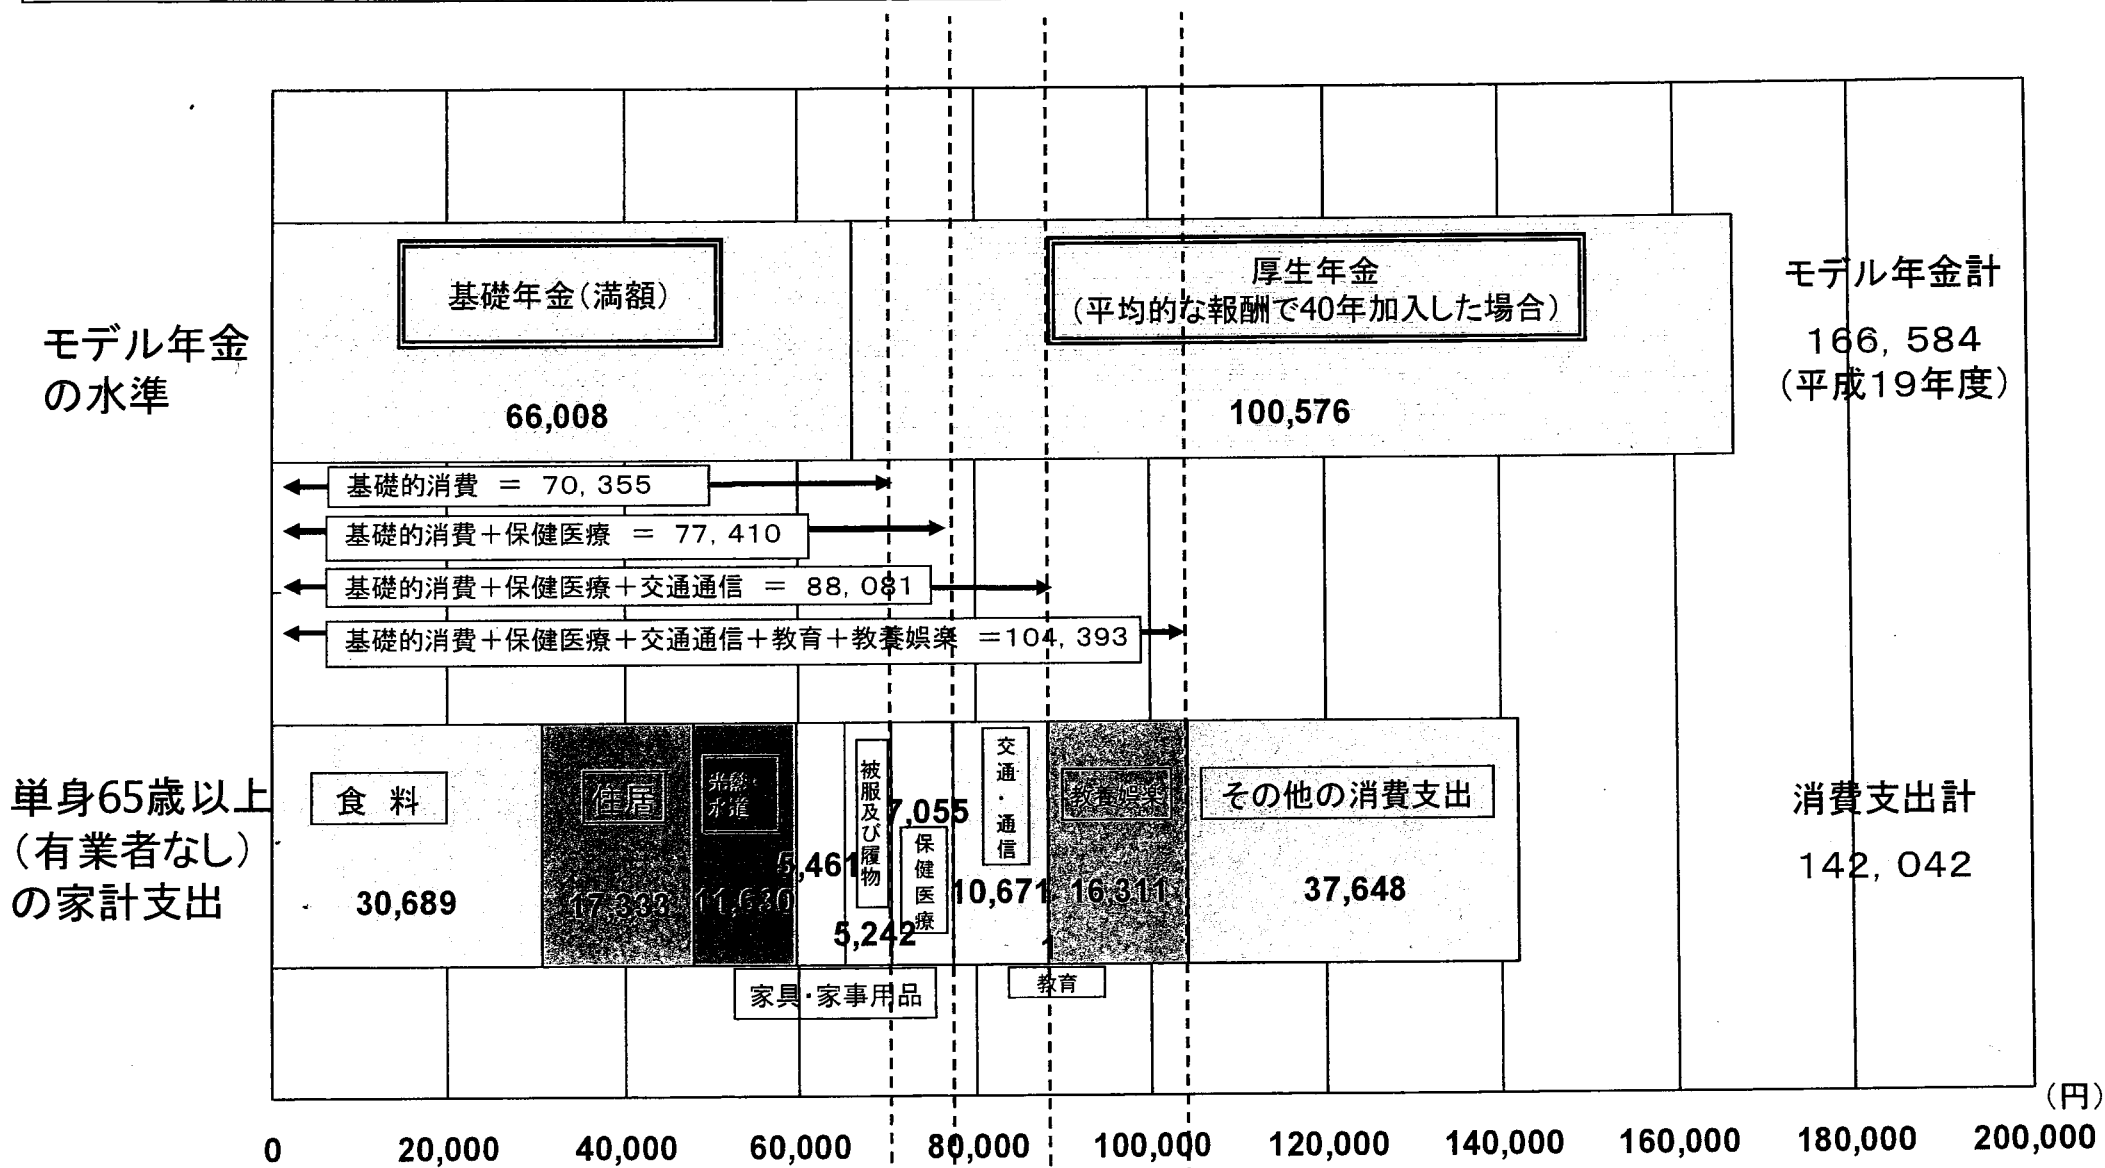 基礎年金（満額）
66,008
厚生年金
（平均的な報酬で40年加入した場合）
100,576
モデル年金計
166,584
（平成19年度）
モデル年金
の水準
基礎的消費 ＝ 70,355
基礎的消費＋保健医療 ＝ 77,410
基礎的消費＋保健医療＋交通通信 ＝ 88,081
基礎的消費＋保健医療＋交通通信＋教育＋教養娯楽 ＝104,393
単身65歳以上
（有業者なし）
の家計支出
食 料
30,689
住居
17,333
光熱・
水道
11,630
5,461
被服及び履物
5,242
7,055
保健医療
交通・通信
10,671
1
教養娯楽
16,311
その他の消費支出
37,648
消費支出計
142,042
家具・家事用品
教育
（円）
0 20,000 40,000 60,000 80,000 100,000 120,000 140,000 160,000 180,000 200,000